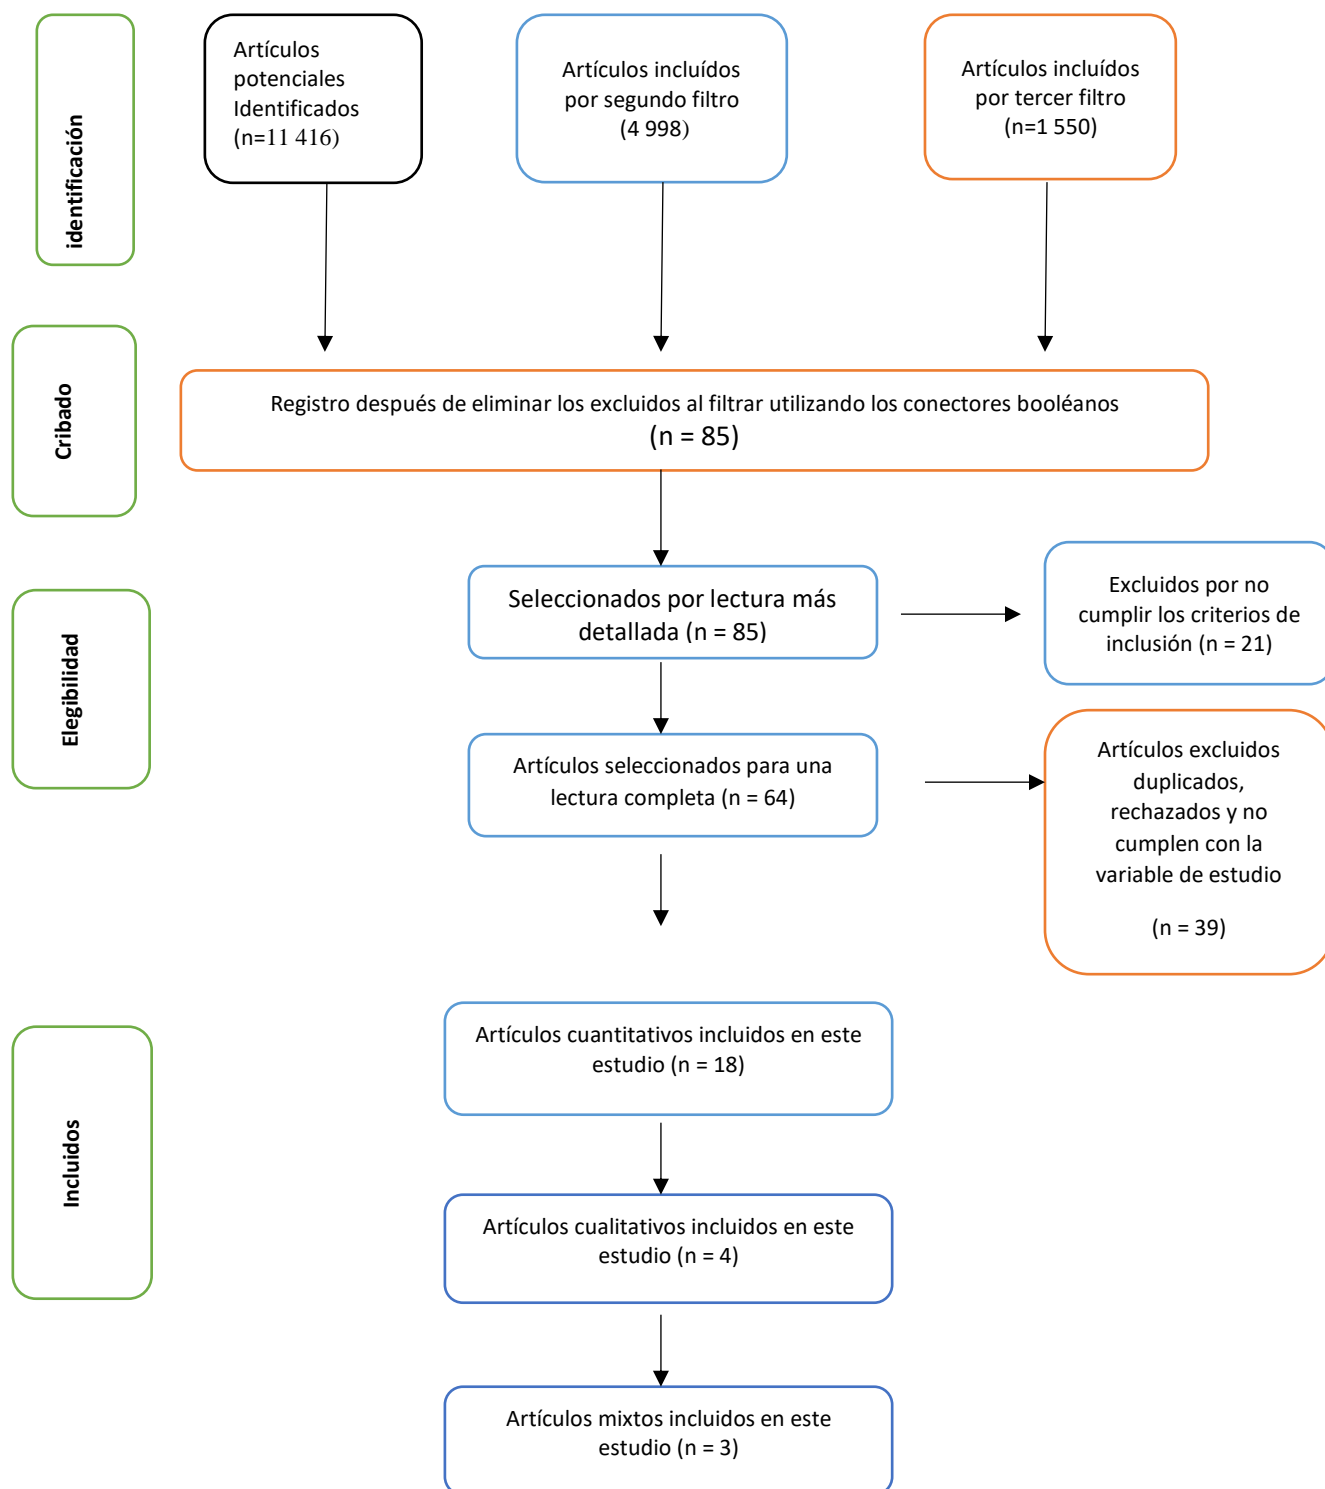 identificación
Artículos
potenciales
Identificados
(n=11 416)
Artículos incluídos
por segundo filtro
(4 998)
Artículos incluídos
por tercer filtro
(n=1 550)
Cribado
Registro después de eliminar los excluidos al filtrar utilizando los conectores booléanos
(n = 85)
Elegibilidad
Seleccionados por lectura más
detallada (n = 85)
Excluidos por no
cumplir los criterios de
inclusión (n = 21)
Artículos seleccionados para una
lectura completa (n = 64)
Artículos excluidos
duplicados,
rechazados y no
cumplen con la
variable de estudio
(n = 39)
Incluidos
Artículos cuantitativos incluidos en este
estudio (n = 18)
Artículos cualitativos incluidos en este
estudio (n = 4)
Artículos mixtos incluidos en este
estudio (n = 3)